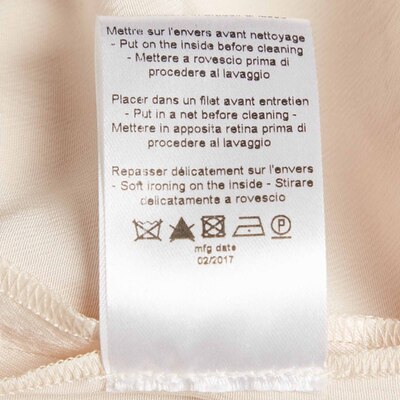 Mettre sur l'envers avant nettoyage
- Put on the inside before cleaning
- Mettere a rovescio prima di
procedere al lavaggio
Placer dans un filet avant entretien
- Put in a net before cleaning -
Mettere in apposita retina prima di
procedere al lavaggio
Repasser délicatement sur l'envers
- Soft ironing on the inside - Stirare
delicatamente a rovescio
P
mfg date
02/2017